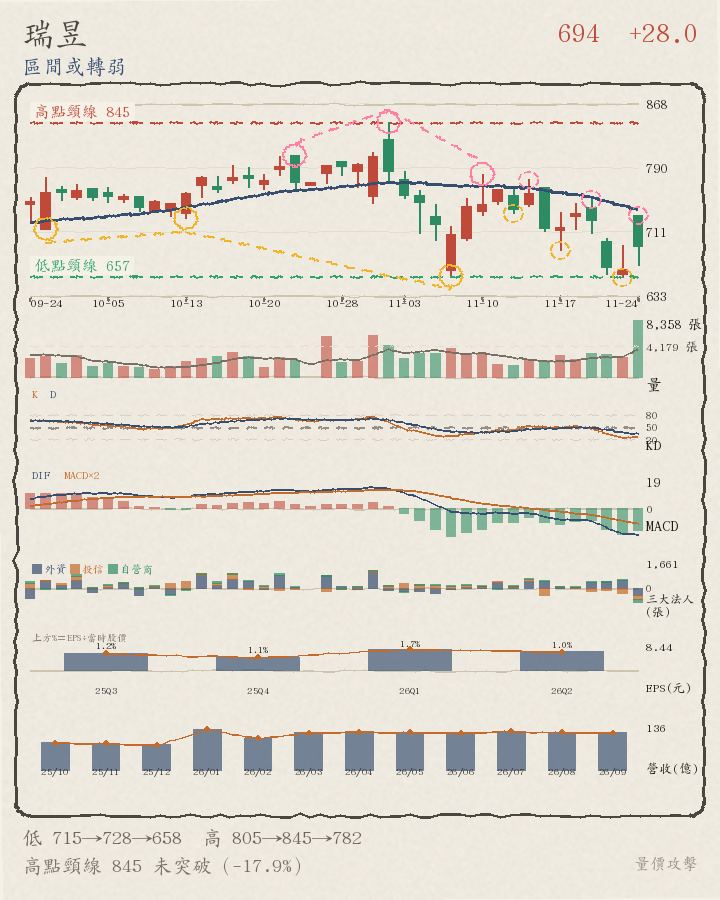 瑞昱
694 +28.0
區間或轉弱
高點頸線 845
868
790
711
低點頸線 657
633
09-24 10-05 10-13 10-20 10-28 11-03 11-10 11-17 11-24
8,358 張
4,179 張
量
K D
80
50
20
KD
DIF MACD×2
19
0
MACD
外資 投信 自營商
1,661
0
三大法人
(張)
上方%=EPS÷當時股價
1.2% 1.1% 1.7% 1.0%
8.44
25Q3 25Q4 26Q1 26Q2
EPS(元)
136
25/10 25/11 25/12 26/01 26/02 26/03 26/04 26/05 26/06 26/07 26/08 26/09
營收(億)
低 715→728→658 高 805→845→782
高點頸線 845 未突破 (-17.9%)
量價攻擊